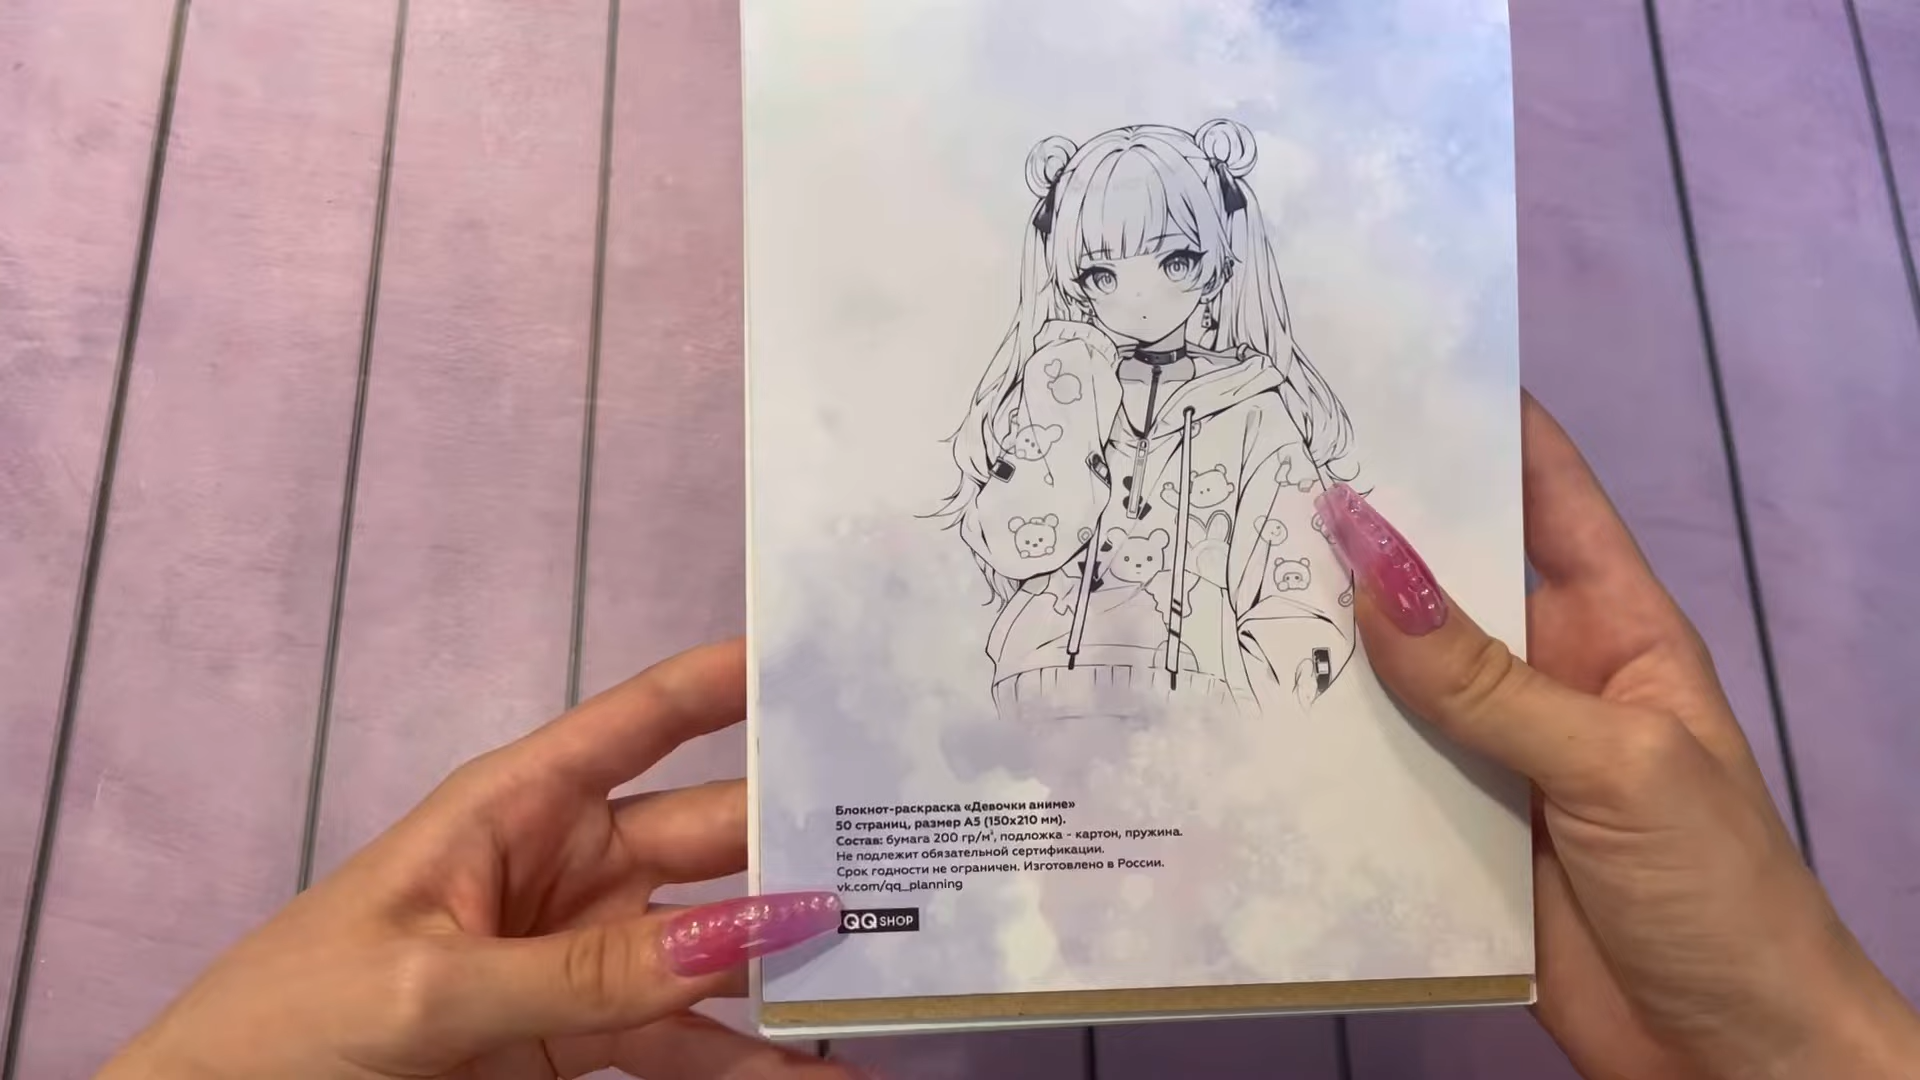 Блокнот-раскраска «Девочки аниме»
50 страниц, размер А5 (150х210 мм).
Состав: бумага 200 гр/м², подложка - картон, пружина.
Не подлежит обязательной сертификации.
Срок годности не ограничен. Изготовлено в России.
vk.com/qq_planning
QQ SHOP